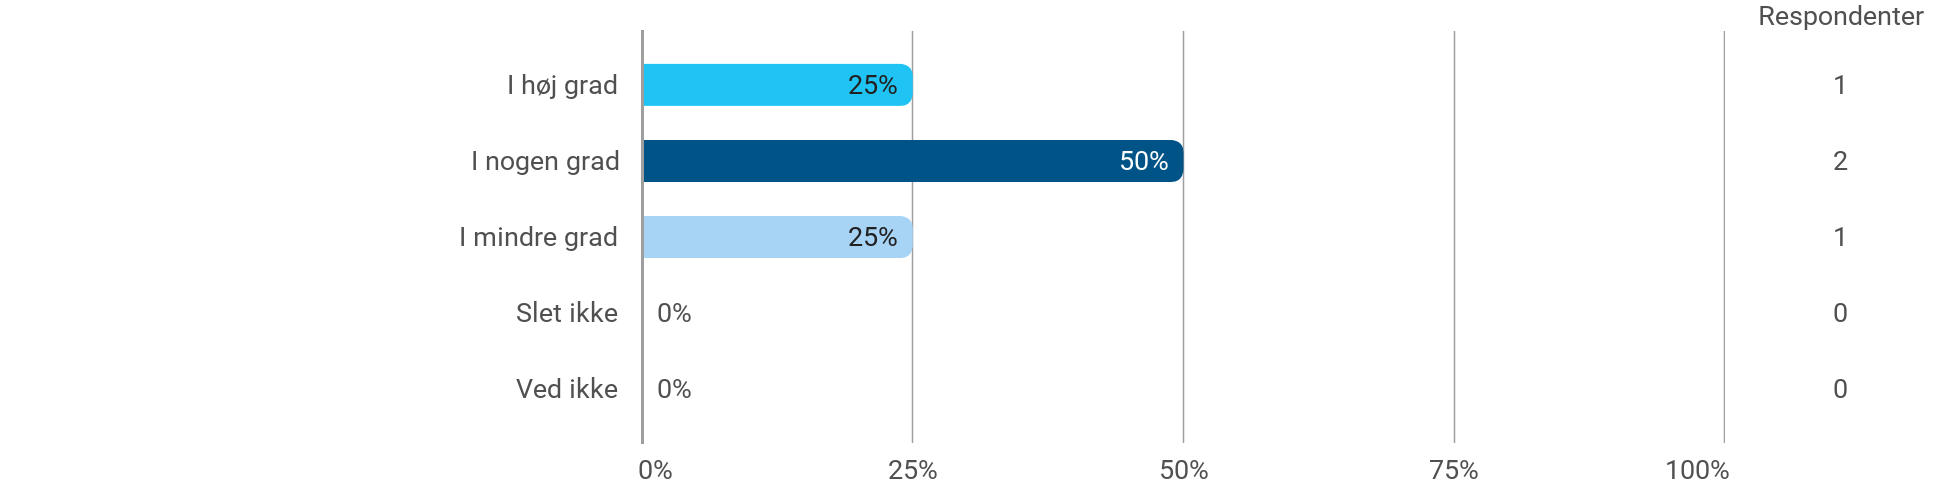 Respondenter
I høj grad 25% 1
I nogen grad 50% 2
I mindre grad 25% 1
Slet ikke 0% 0
Ved ikke 0% 0
0% 25% 50% 75% 100%